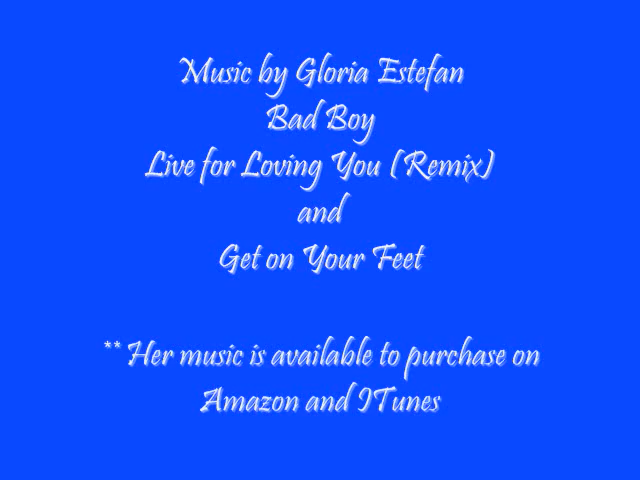 Music by Gloria Estefan
Bad Boy
Live for Loving You (Remix)
and
Get on Your Feet
**Her music is available to purchase on
Amazon and ITunes